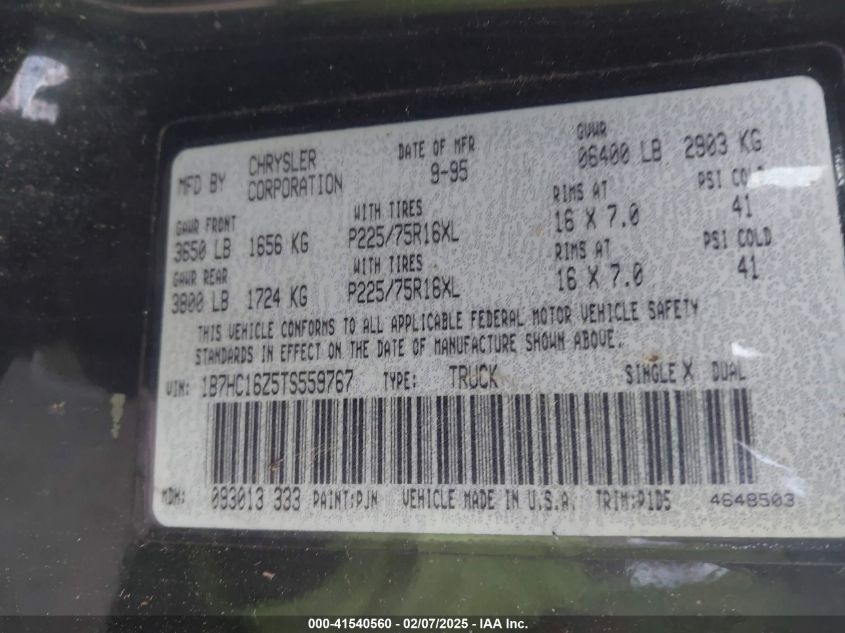 MFD BY CHRYSLER CORPORATION DATE OF MFR 9-95 GVWR 06400 LB 2903 KG
GAWR FRONT WITH TIRES RIMS AT PSI COLD
3650 LB 1656 KG P225/75R16XL 16 X 7.0 41
GAWR REAR WITH TIRES RIMS AT PSI COLD
3800 LB 1724 KG P225/75R16XL 16 X 7.0 41
THIS VEHICLE CONFORMS TO ALL APPLICABLE FEDERAL MOTOR VEHICLE SAFETY
STANDARDS IN EFFECT ON THE DATE OF MANUFACTURE SHOWN ABOVE.
VIN: 1B7HC16Z5TS559767 TYPE: TRUCK SINGLE X DUAL
MDH: 093013 333 PAINT:PJN VEHICLE MADE IN U.S.A. TRIM:P1D5 4648503
000-41540560 - 02/07/2025 - IAA Inc.